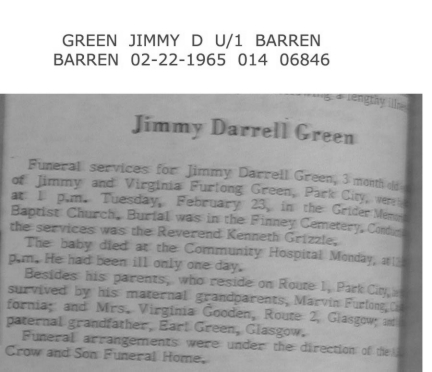 GREEN JIMMY D U/1 BARREN
BARREN 02-22-1965 014 06846
a lengthy
Jimmy Darrell Green
Funeral services for Jimmy Darrell Green, 3 month old
of Jimmy and Virginia Furlong Green, Park City, were
at 1 p.m. Tuesday, February 23, in the Grider
Baptist Church. Burial was in the Finney Cemetery.
the services was the Reverend Kenneth Grizzle.
The baby died at the Community Hospital Monday, at
p.m. He had been ill only one day.
Besides his parents, who reside on Route 1, Park City,
survived by his maternal grandparents, Marvin Furlong,
fornia; and Mrs. Virginia Gooden, Route 2, Glasgow; and
paternal grandfather, Earl Green, Glasgow.
Funeral arrangements were under the direction of the
Crow and Son Funeral Home.